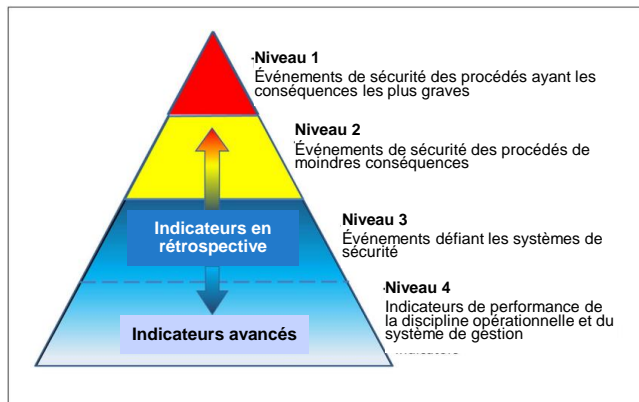 Niveau 1
Événements de sécurité des procédés ayant les
conséquences les plus graves
Niveau 2
Événements de sécurité des procédés de
moindres conséquences
Indicateurs en
rétrospective
Niveau 3
Événements défiant les systèmes de
sécurité
Niveau 4
Indicateurs de performance de
la discipline opérationnelle et du
système de gestion
Indicateurs avancés